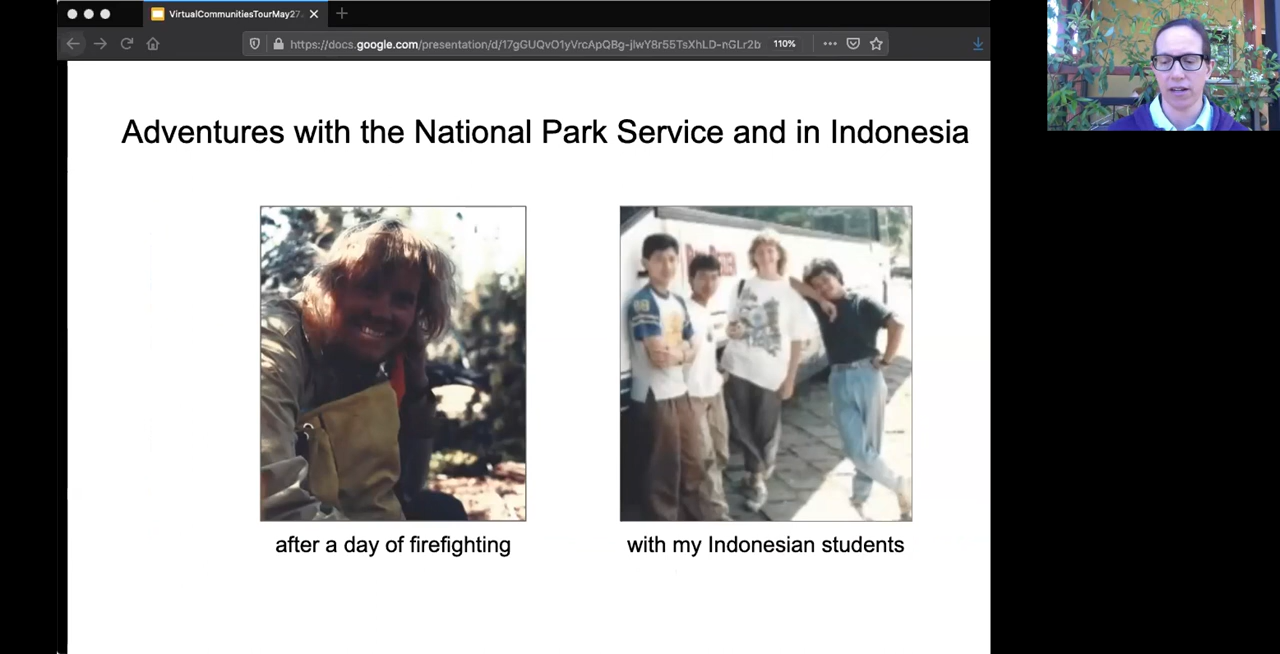 VirtualCommunitiesTourMay27
https://docs.google.com/presentation/d/17gGUQvO1yVrcApQBg-jlwY8r55TsXhLD-nGLr2b
110%
Adventures with the National Park Service and in Indonesia
after a day of firefighting
with my Indonesian students